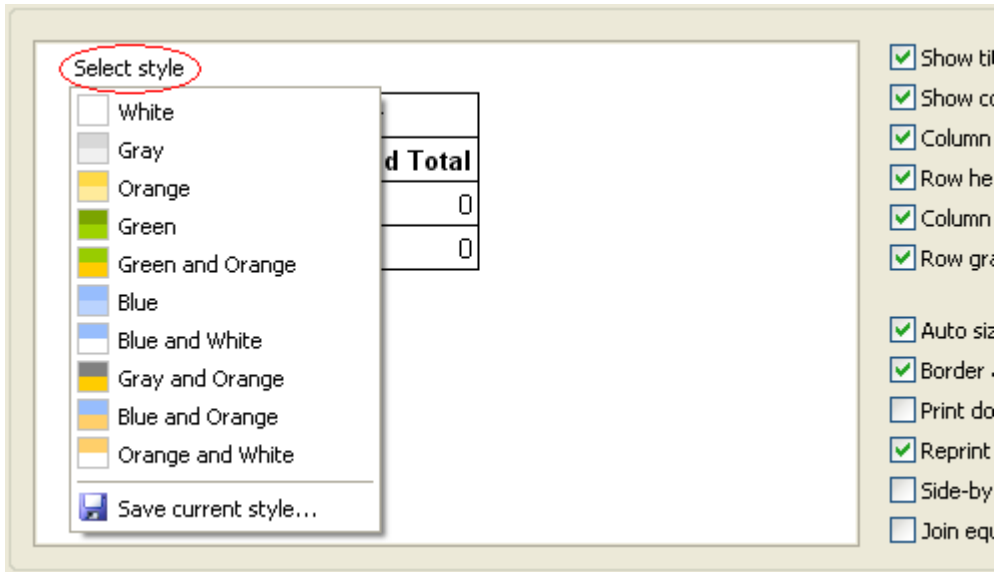 Select style
White
Gray
Orange
Green
Green and Orange
Blue
Blue and White
Gray and Orange
Blue and Orange
Orange and White
Save current style...
d Total
0
0
Show tit
Show co
Column
Row he
Column
Row gra
Auto siz
Border
Print do
Reprint
Side-by
Join equ